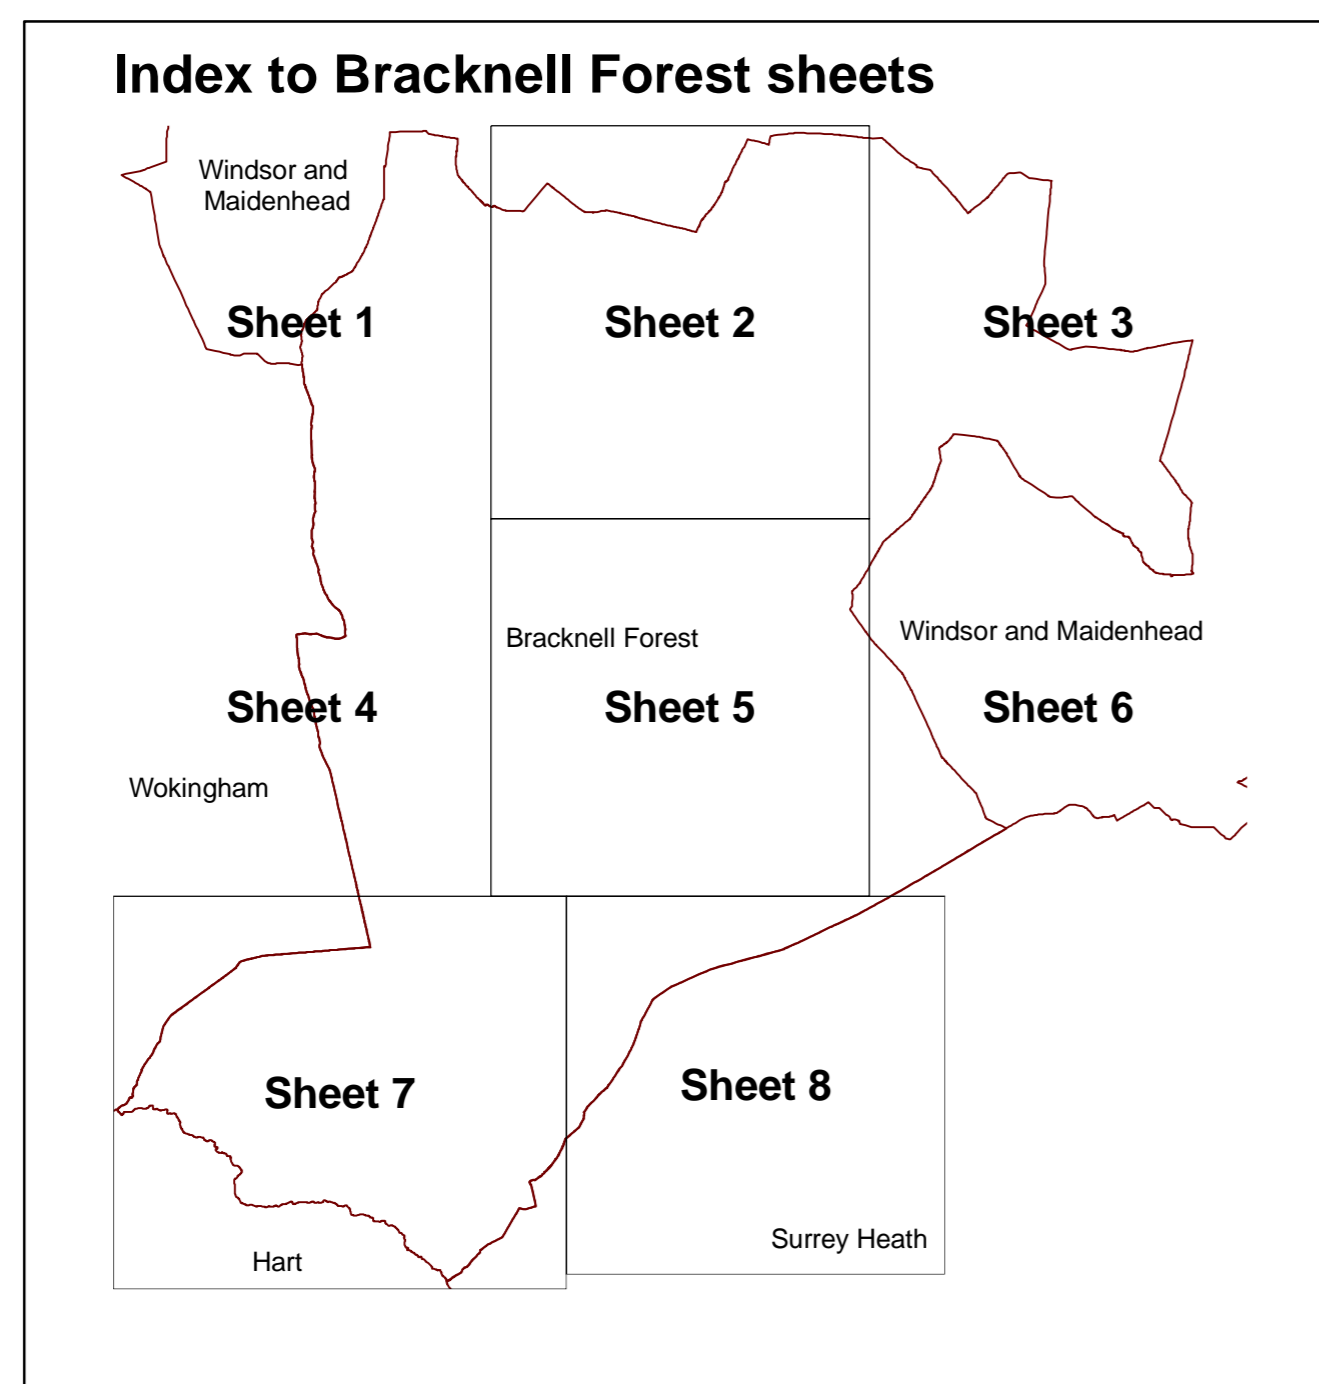 Index to Bracknell Forest sheets
Windsor and
Maidenhead
Sheet 1
Sheet 2
Sheet 3
Bracknell Forest
Windsor and Maidenhead
Sheet 4
Sheet 5
Sheet 6
Wokingham
Sheet 7
Sheet 8
Hart
Surrey Heath